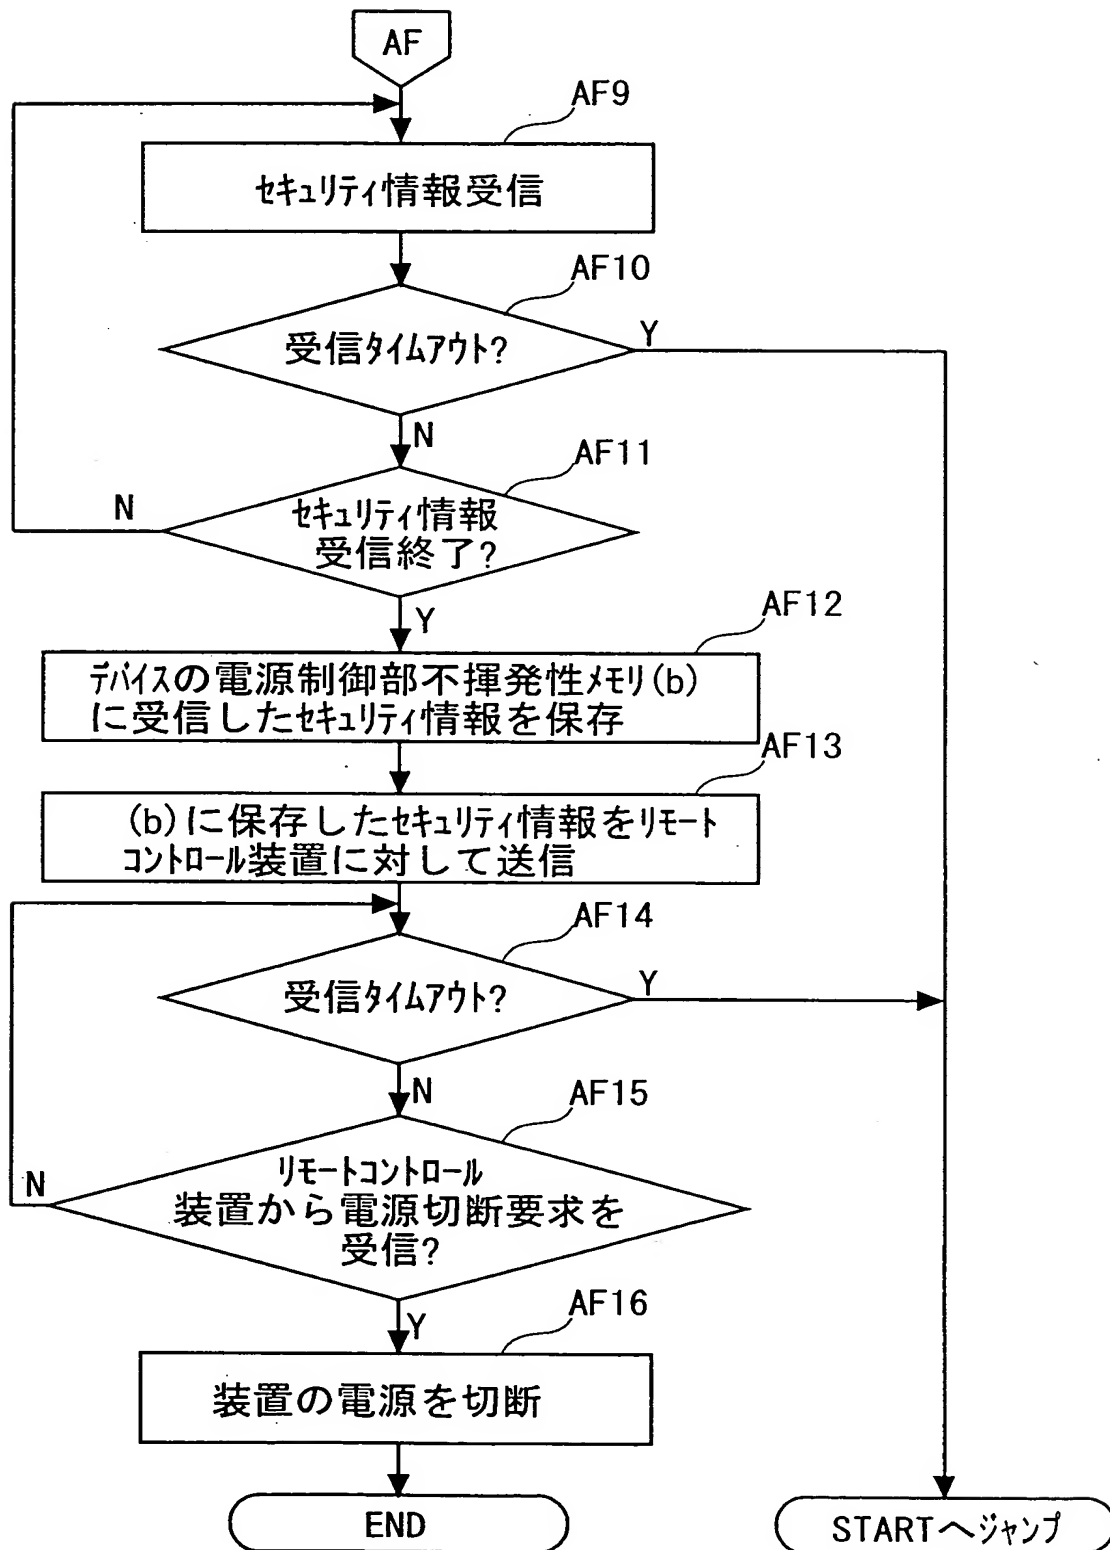 AF
AF9
セキュリティ情報受信
AF10
受信タイムアウト?
Y
N
AF11
N
セキュリティ情報
受信終了?
Y
AF12
デバイスの電源制御部不揮発性メモリ(b)
に受信したセキュリティ情報を保存
AF13
(b)に保存したセキュリティ情報をリモート
コントロール装置に対して送信
AF14
受信タイムアウト?
Y
N
AF15
N
リモートコントロール
装置から電源切断要求を
受信?
Y
AF16
装置の電源を切断
END
STARTへジャンプ